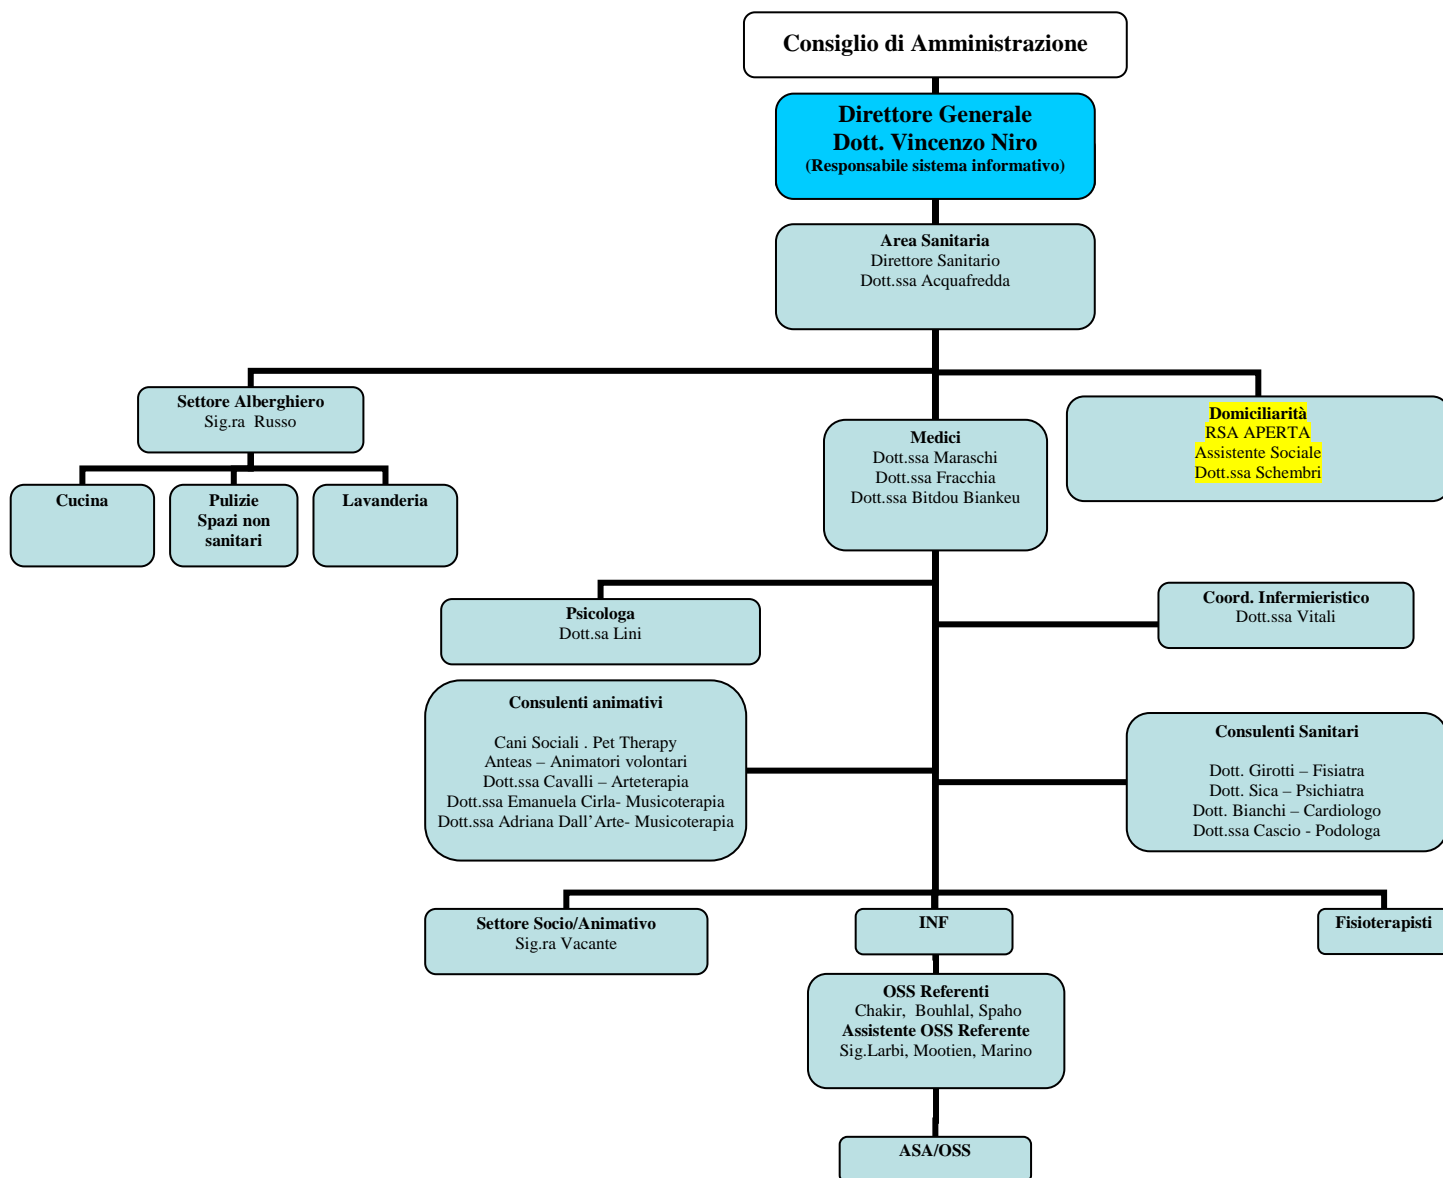 Consiglio di Amministrazione
Direttore Generale
Dott. Vincenzo Niro
(Responsabile sistema informativo)
Area Sanitaria
Direttore Sanitario
Dott.ssa Acquafredda
Settore Alberghiero
Sig.ra Russo
Medici
Dott.ssa Maraschi
Dott.ssa Fracchia
Dott.ssa Bitdou Biankeu
Domiciliarità
RSA APERTA
Assistente Sociale
Dott.ssa Schembri
Cucina
Pulizie
Spazi non
sanitari
Lavanderia
Psicologa
Dott.sa Lini
Coord. Infermieristico
Dott.ssa Vitali
Consulenti animativi
Cani Sociali . Pet Therapy
Anteas – Animatori volontari
Dott.ssa Cavalli – Arteterapia
Dott.ssa Emanuela Cirla- Musicoterapia
Dott.ssa Adriana Dall’Arte- Musicoterapia
Consulenti Sanitari
Dott. Girotti – Fisiatra
Dott. Sica – Psichiatra
Dott. Bianchi – Cardiologo
Dott.ssa Cascio - Podologa
Settore Socio/Animativo
Sig.ra Vacante
INF
Fisioterapisti
OSS Referenti
Chakir, Bouhlal, Spaho
Assistente OSS Referente
Sig.Larbi, Mootien, Marino
ASA/OSS